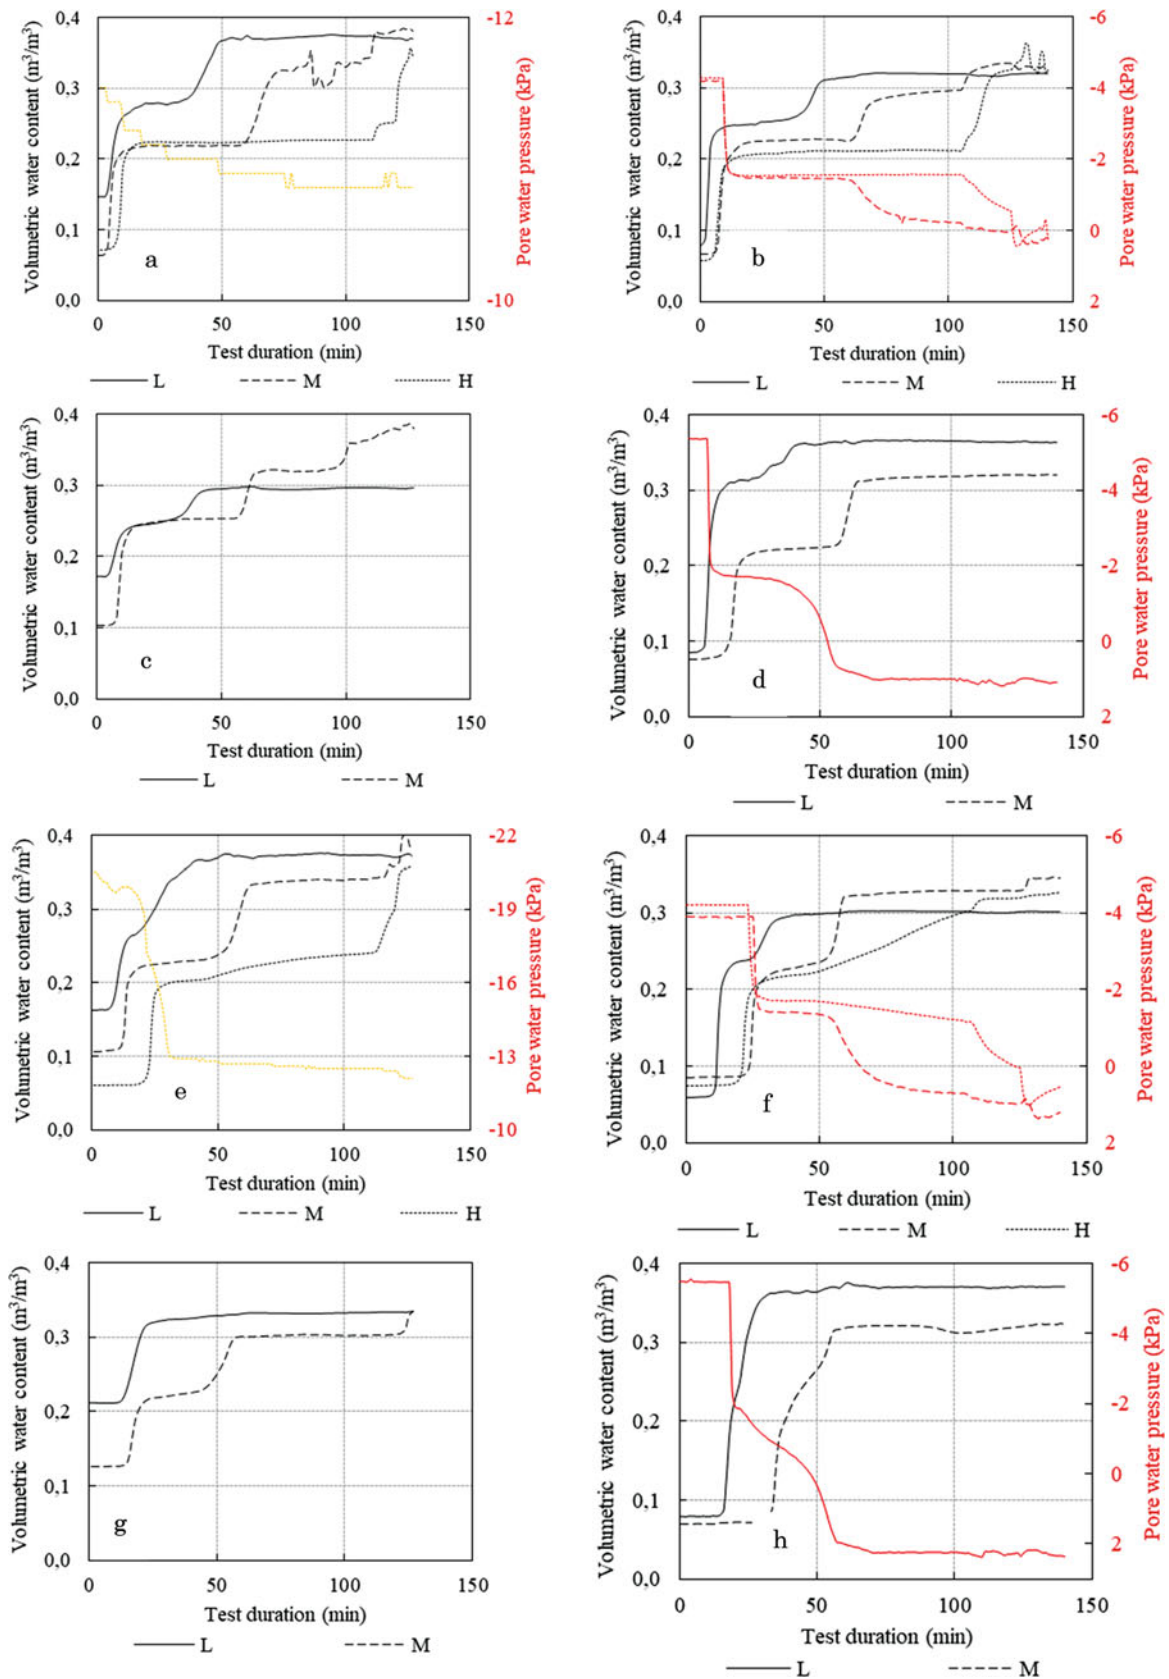 Volumetric water content (m³/m³)
0,4
0,3
0,2
0,1
0,0
-12
-10
Pore water pressure (kPa)
a
0
50
100
150
Test duration (min)
L
M
H
Volumetric water content (m³/m³)
0,4
0,3
0,2
0,1
0,0
-6
-4
-2
0
2
Pore water pressure (kPa)
b
0
50
100
150
Test duration (min)
L
M
H
Volumetric water content (m³/m³)
0,4
0,3
0,2
0,1
0,0
c
0
50
100
150
Test duration (min)
L
M
Volumetric water content (m³/m³)
0,4
0,3
0,2
0,1
0,0
-6
-4
-2
0
2
Pore water pressure (kPa)
d
0
50
100
150
Test duration (min)
L
M
Volumetric water content (m³/m³)
0,4
0,3
0,2
0,1
0,0
-22
-19
-16
-13
-10
Pore water pressure (kPa)
e
0
50
100
150
Test duration (min)
L
M
H
Volumetric water content (m³/m³)
0,4
0,3
0,2
0,1
0,0
-6
-4
-2
0
2
Pore water pressure (kPa)
f
0
50
100
150
Test duration (min)
L
M
H
Volumetric water content (m³/m³)
0,4
0,3
0,2
0,1
0,0
g
0
50
100
150
Test duration (min)
L
M
Volumetric water content (m³/m³)
0,4
0,3
0,2
0,1
0,0
-6
-4
-2
0
2
Pore water pressure (kPa)
h
0
50
100
150
Test duration (min)
L
M